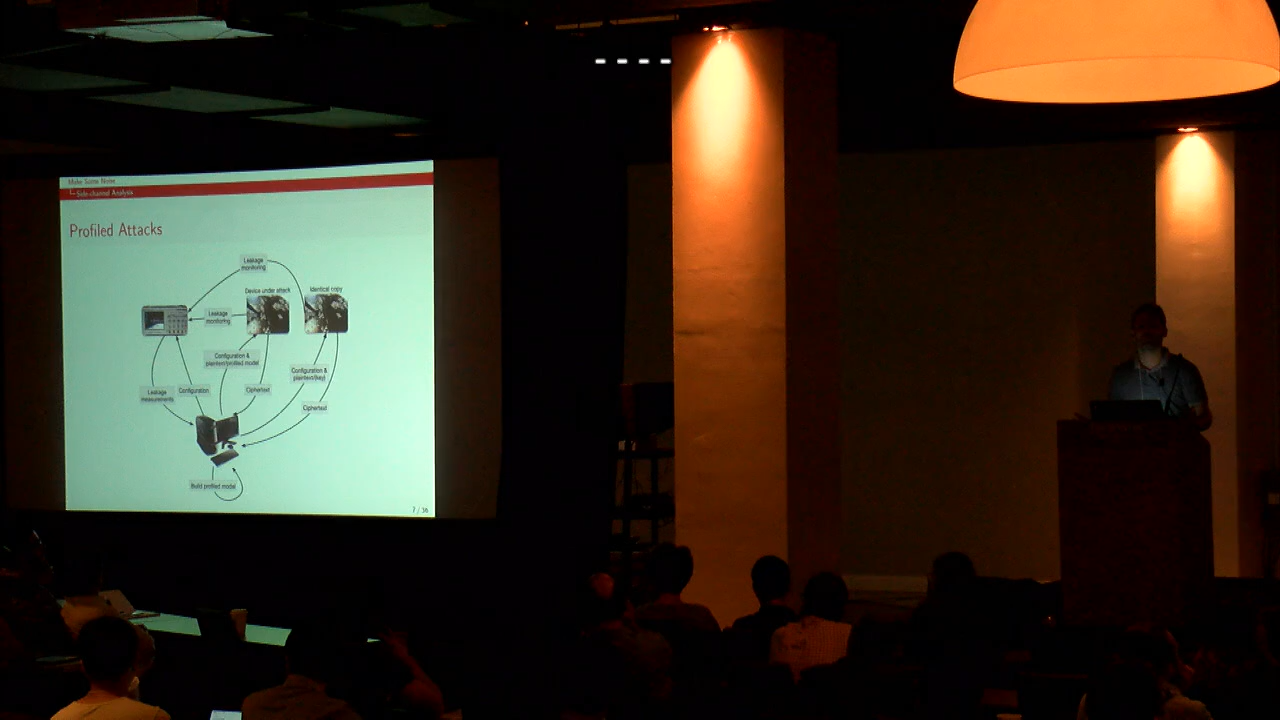 Make Some Noise
Side-channel Analysis
Profiled Attacks
Leakage
monitoring
Device under attack
Identical copy
Leakage
monitoring
Configuration &
plaintext/profiled model
Configuration &
plaintext/(key)
Leakage
measurements
Configuration
Ciphertext
Ciphertext
Build profiled model
7 / 36